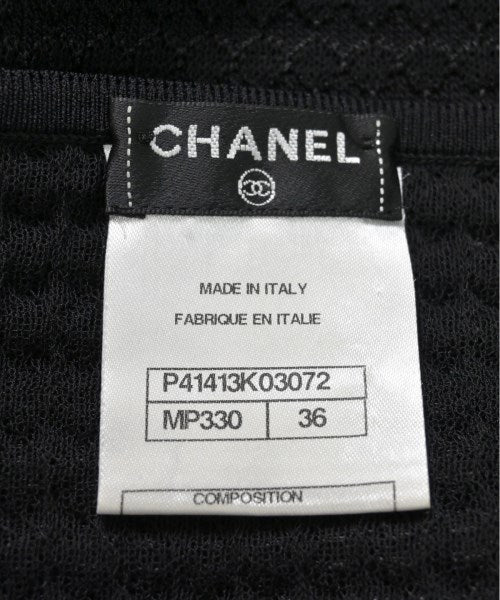 CHANEL
MADE IN ITALY
FABRIQUE EN ITALIE
P41413K03072
MP330 36
COMPOSITION